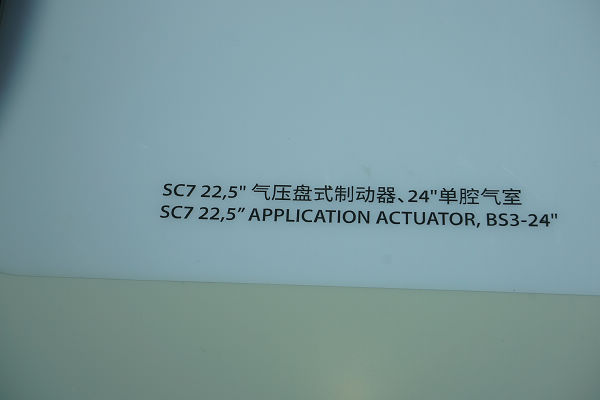 SC7 22,5" 气压盘式制动器、24"单腔气室
SC7 22,5” APPLICATION ACTUATOR, BS3-24"